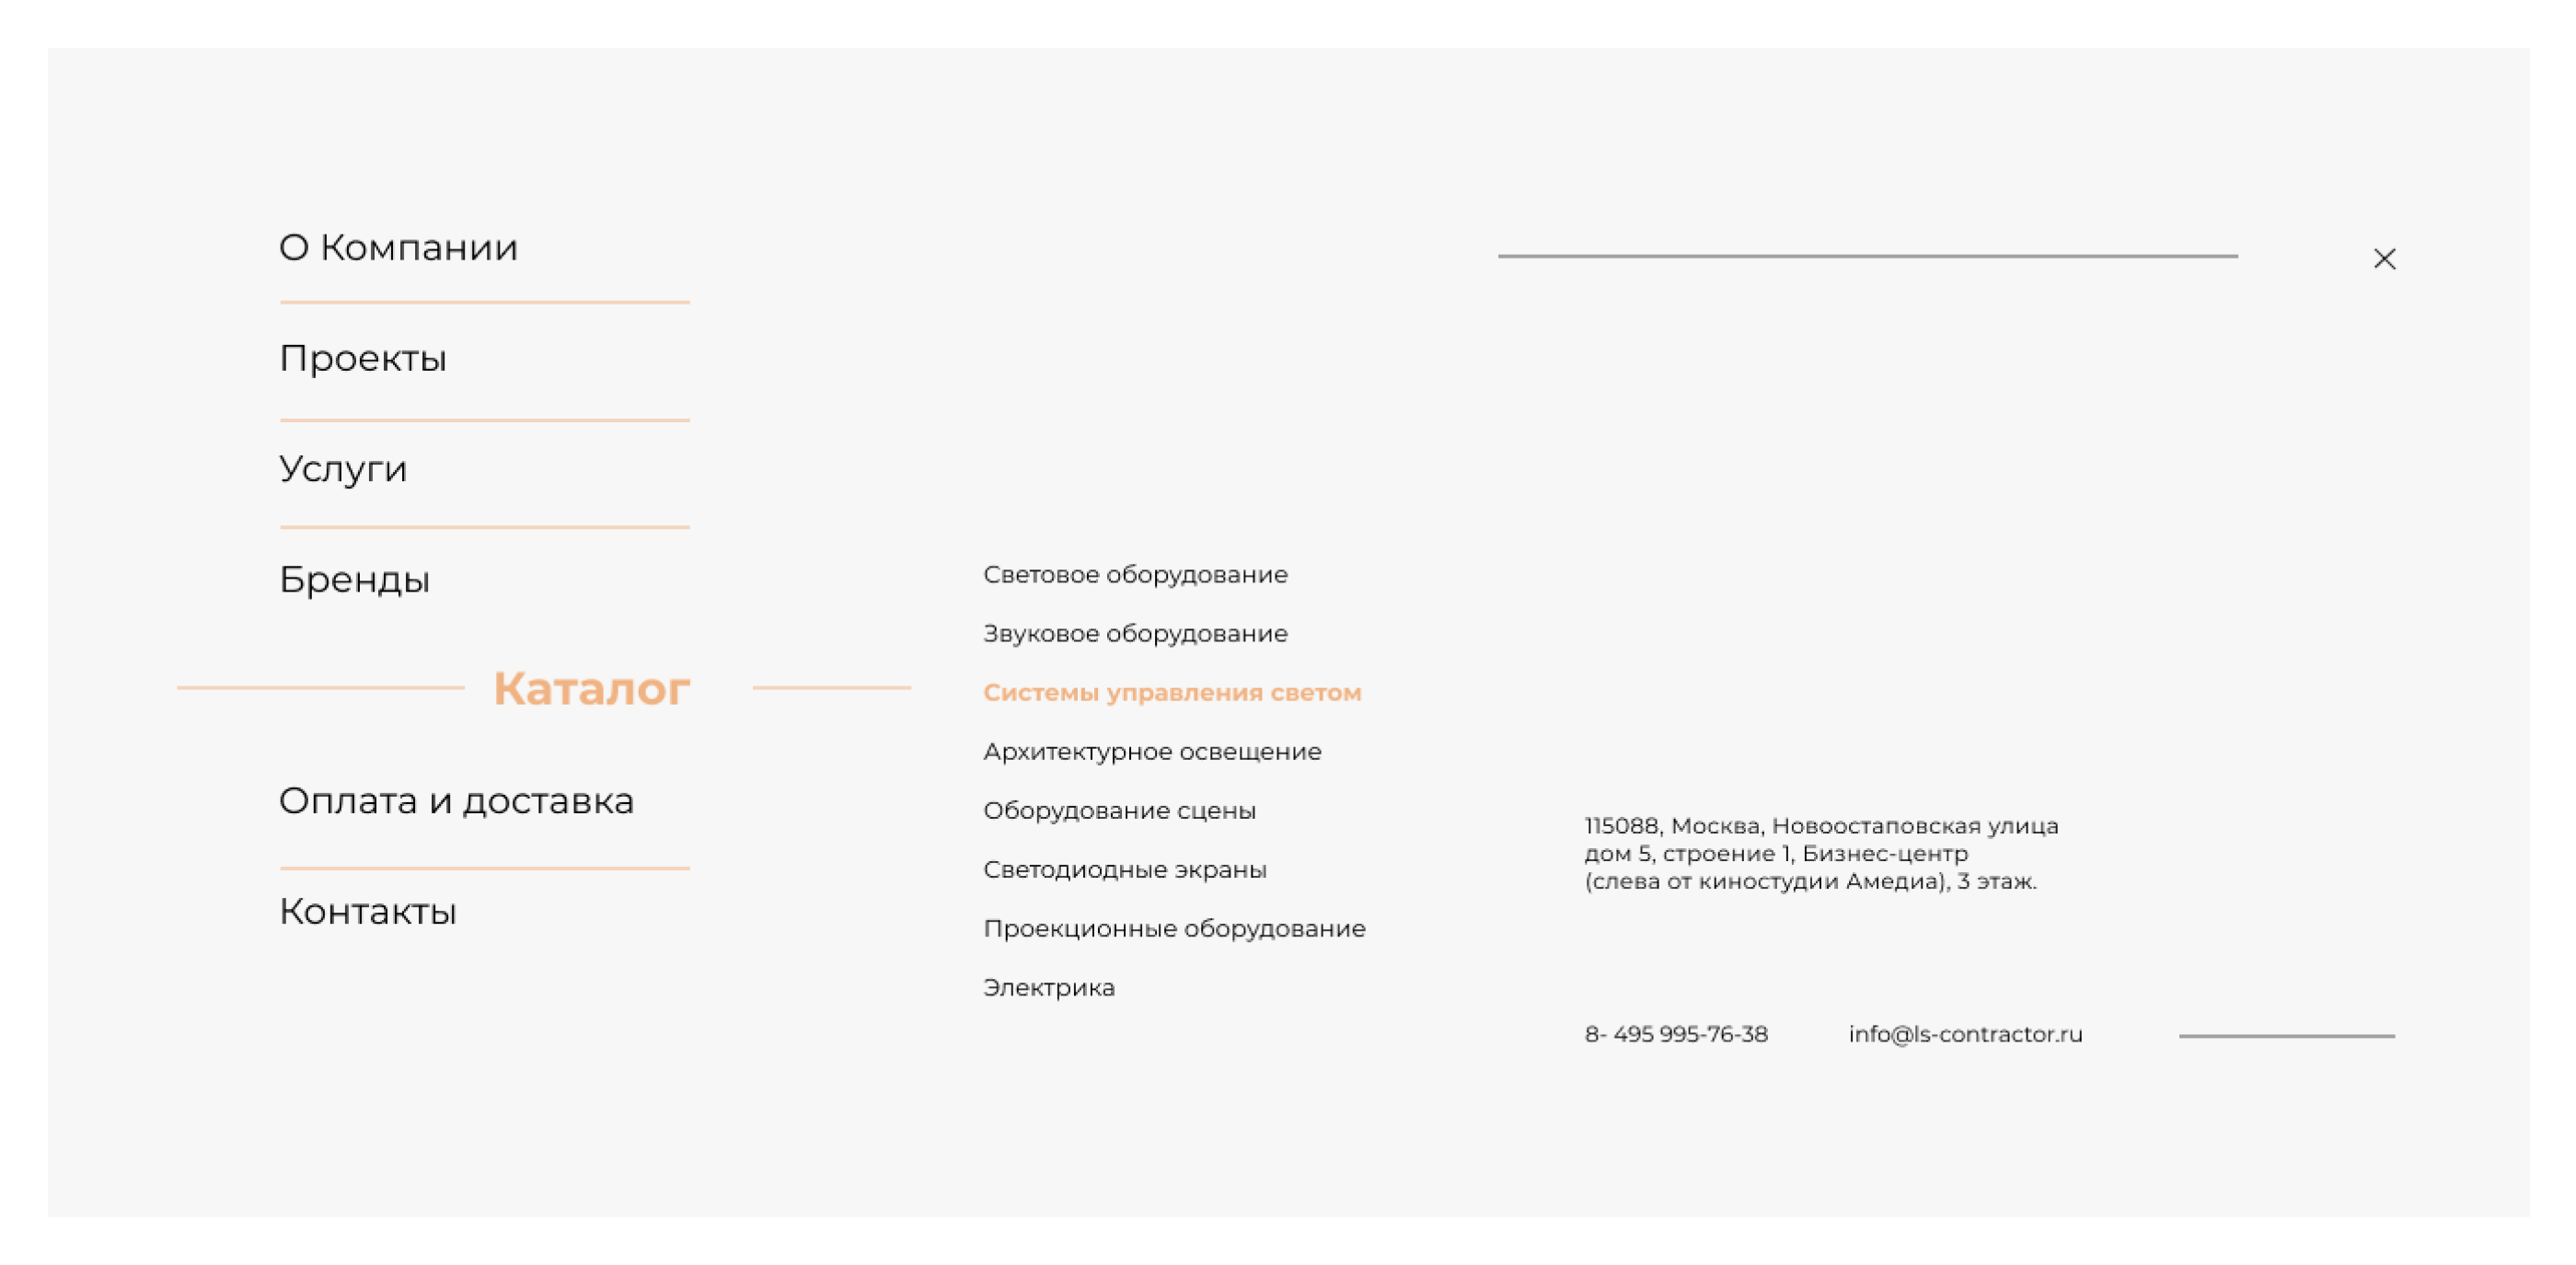 О Компании
Проекты
Услуги
Бренды
Каталог
Оплата и доставка
Контакты
Световое оборудование
Звуковое оборудование
Системы управления светом
Архитектурное освещение
Оборудование сцены
Светодиодные экраны
Проекционные оборудование
Электрика
115088, Москва, Новоостаповская улица
дом 5, строение 1, Бизнес-центр
(слева от киностудии Амедиа), 3 этаж.
8- 495 995-76-38
info@ls-contractor.ru